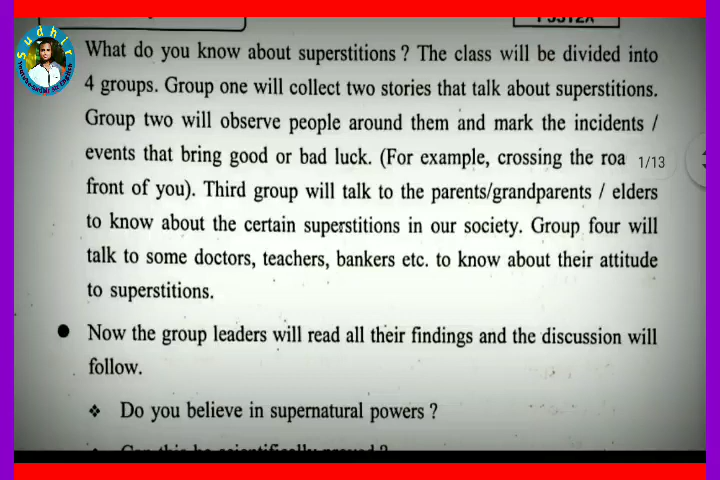 Sudhir
What do you know about superstitions ? The class will be divided into
4 groups. Group one will collect two stories that talk about superstitions.
Group two will observe people around them and mark the incidents /
events that bring good or bad luck. (For example, crossing the roa 1/13
front of you). Third group will talk to the parents/grandparents / elders
to know about the certain superstitions in our society. Group four will
talk to some doctors, teachers, bankers etc. to know about their attitude
to superstitions.
● Now the group leaders will read all their findings and the discussion will
follow.
❖ Do you believe in supernatural powers ?